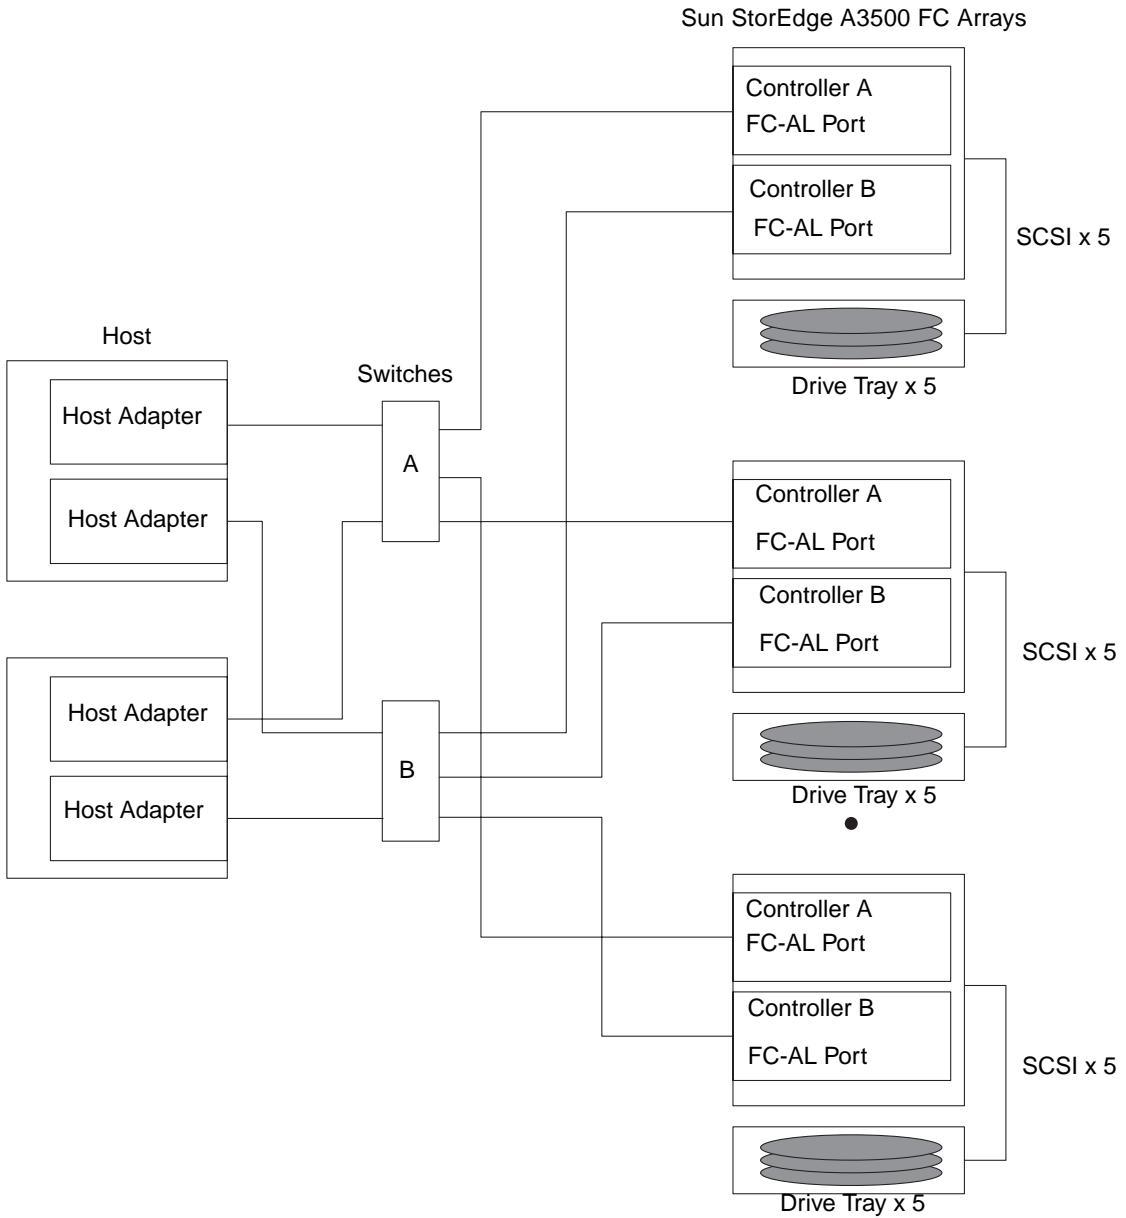 Sun StorEdge A3500 FC Arrays
Controller A
FC-AL Port
Controller B
FC-AL Port
SCSI x 5
Drive Tray x 5
Host
Host Adapter
Host Adapter
Switches
A
Controller A
FC-AL Port
Controller B
FC-AL Port
SCSI x 5
Drive Tray x 5
Host Adapter
Host Adapter
B
Controller A
FC-AL Port
Controller B
FC-AL Port
SCSI x 5
Drive Tray x 5